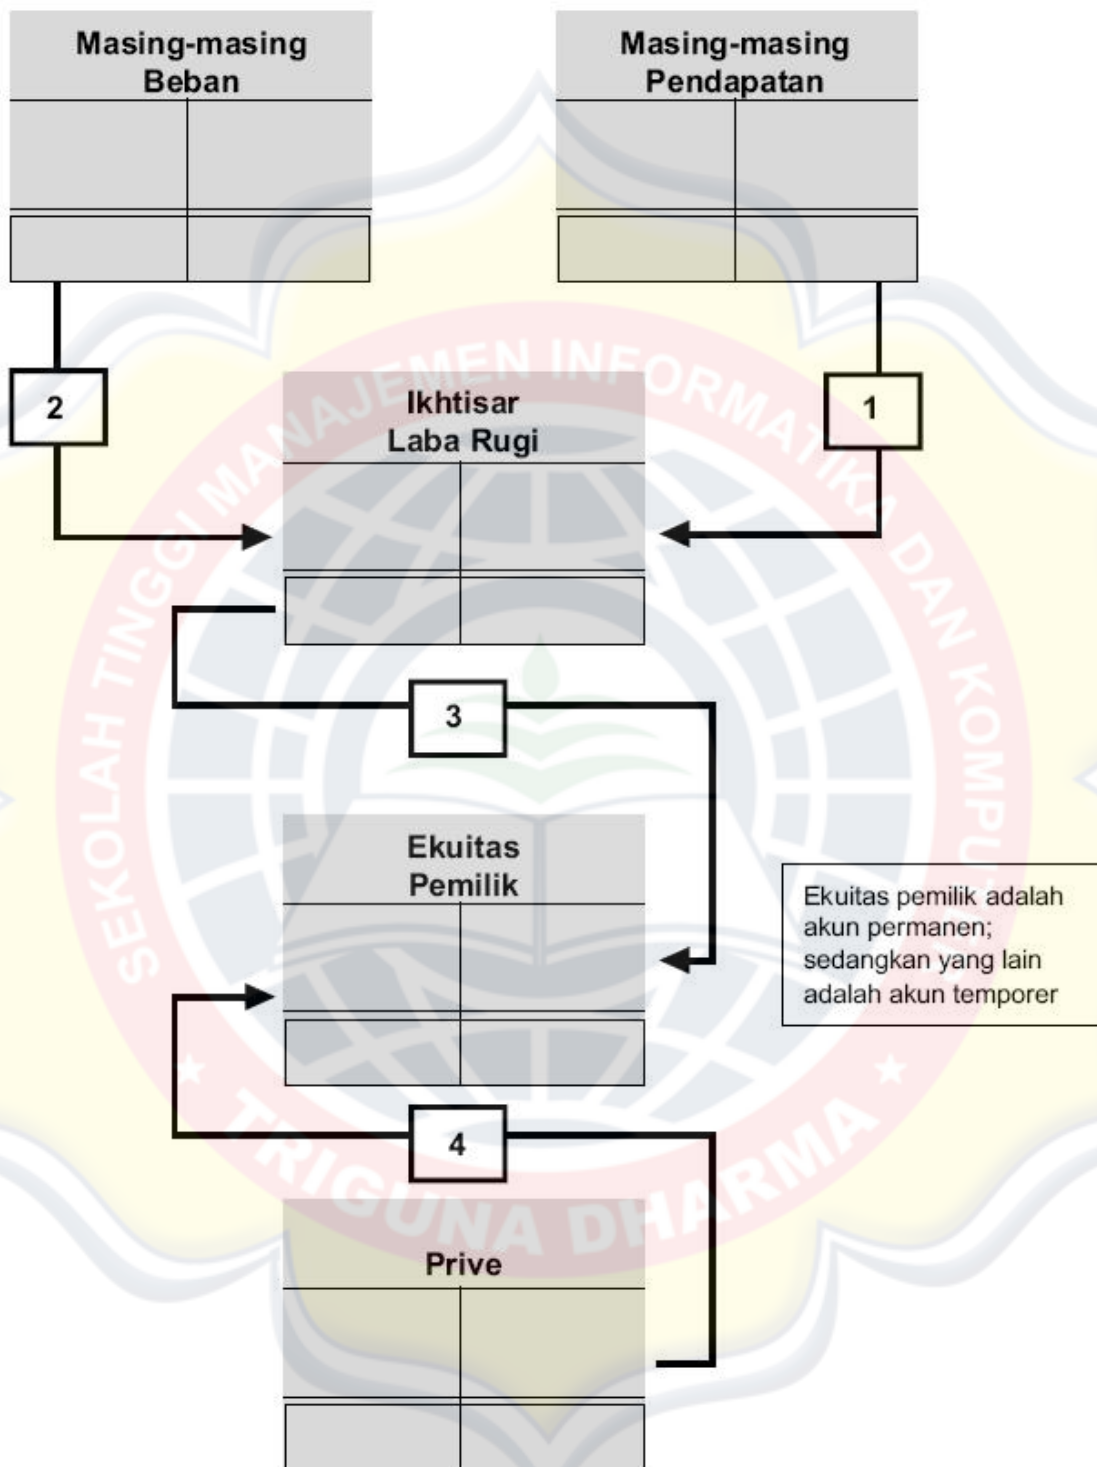 Masing-masing
Beban
Masing-masing
Pendapatan
2
1
Ikhtisar
Laba Rugi
3
Ekuitas
Pemilik
Ekuitas pemilik adalah
akun permanen;
sedangkan yang lain
adalah akun temporer
4
Prive
SEKOLAH TINGGI MANAJEMEN INFORMATIKA DAN KOMPUTER
TRIGUNA DHARMA